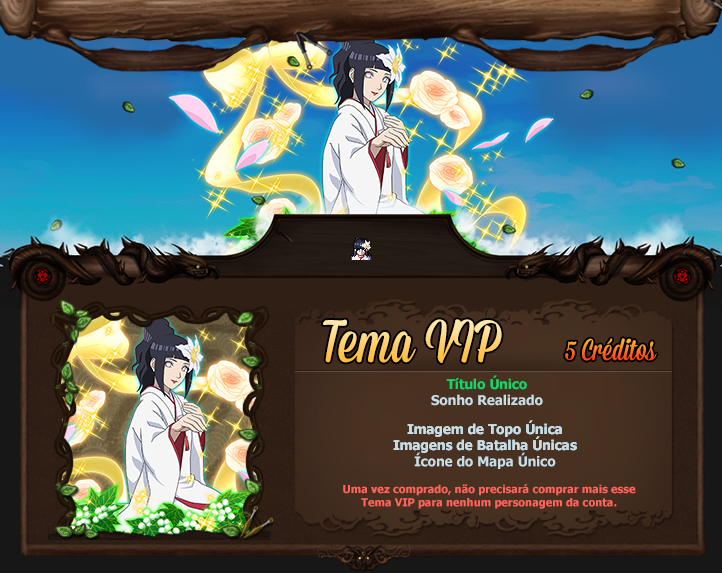 Tema VIP
5 Créditos
Título Único
Sonho Realizado
Imagem de Topo Única
Imagens de Batalha Únicas
Ícone do Mapa Único
Uma vez comprado, não precisará comprar mais esse
Tema VIP para nenhum personagem da conta.